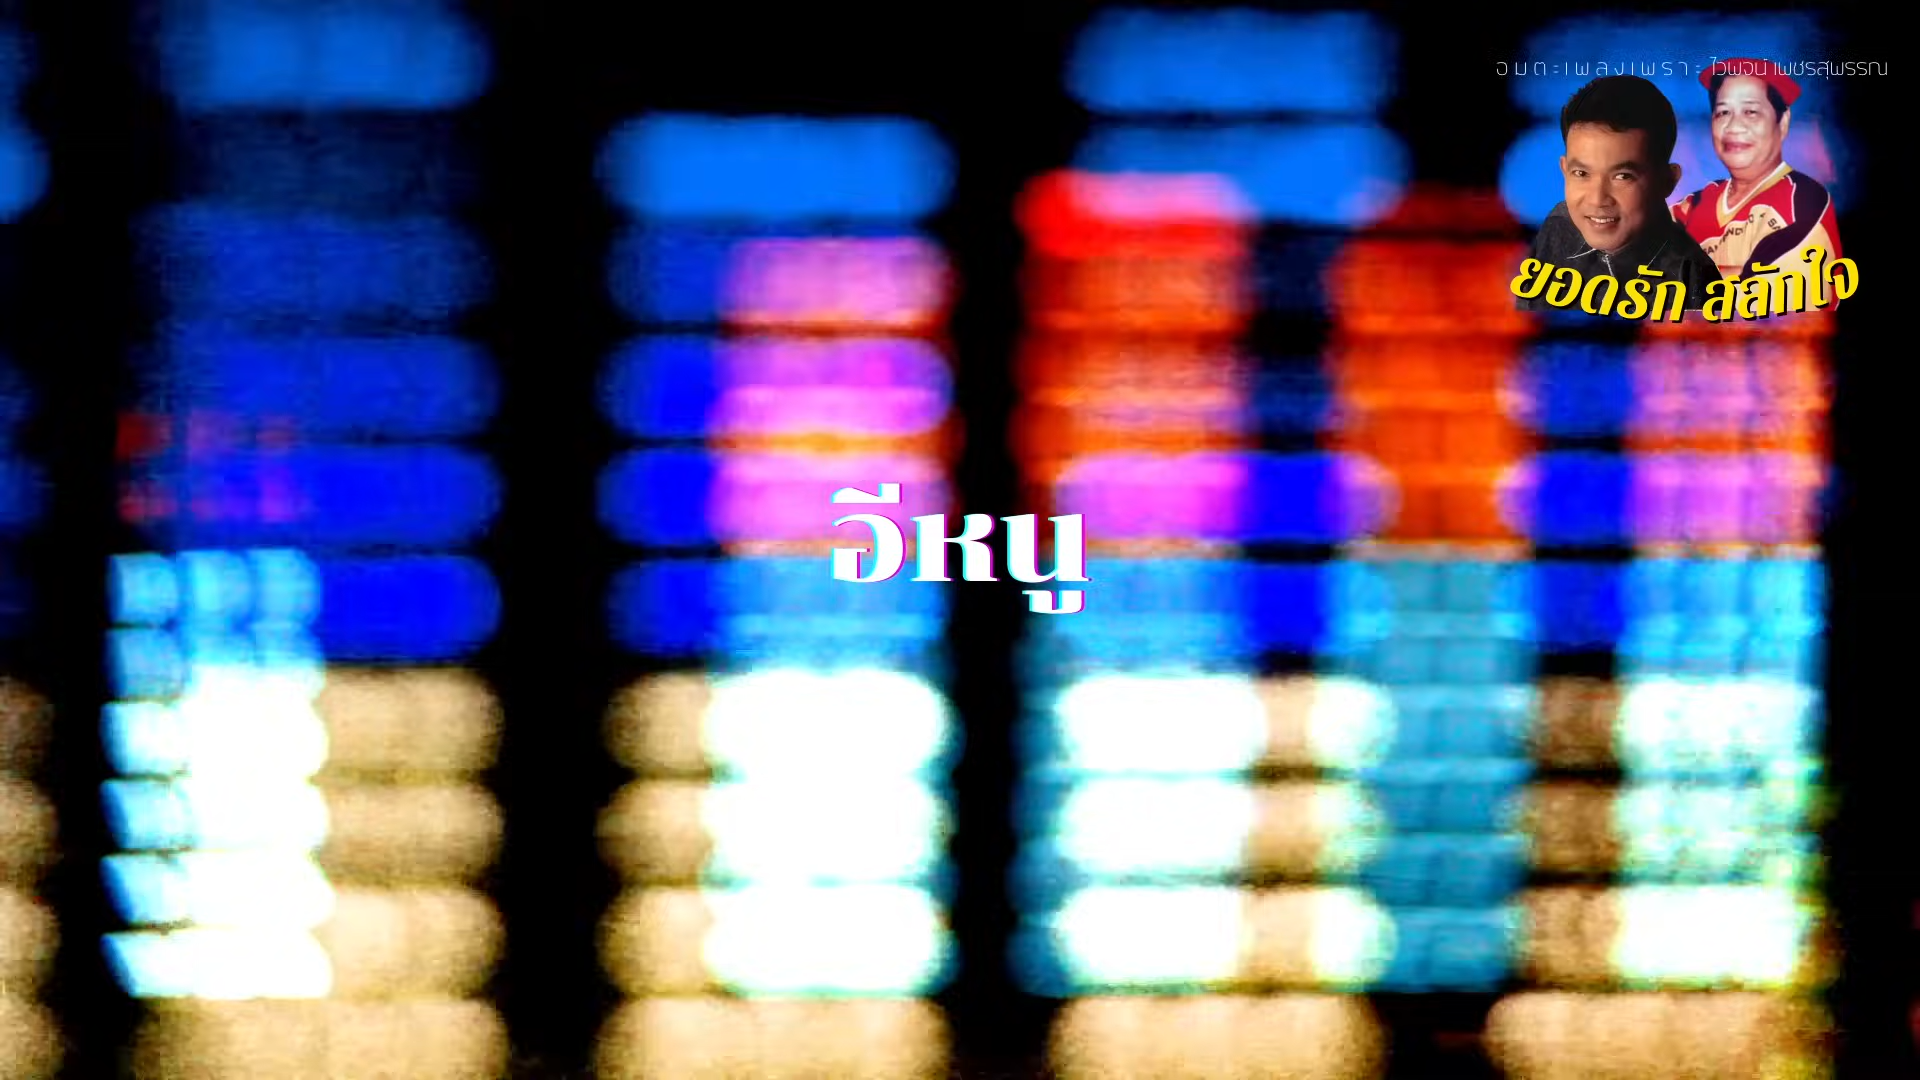 อมตะเพลงเพราะ ไวพจน์ เพชรสุพรรณ
ยอดรัก สลักใจ
อีหนู